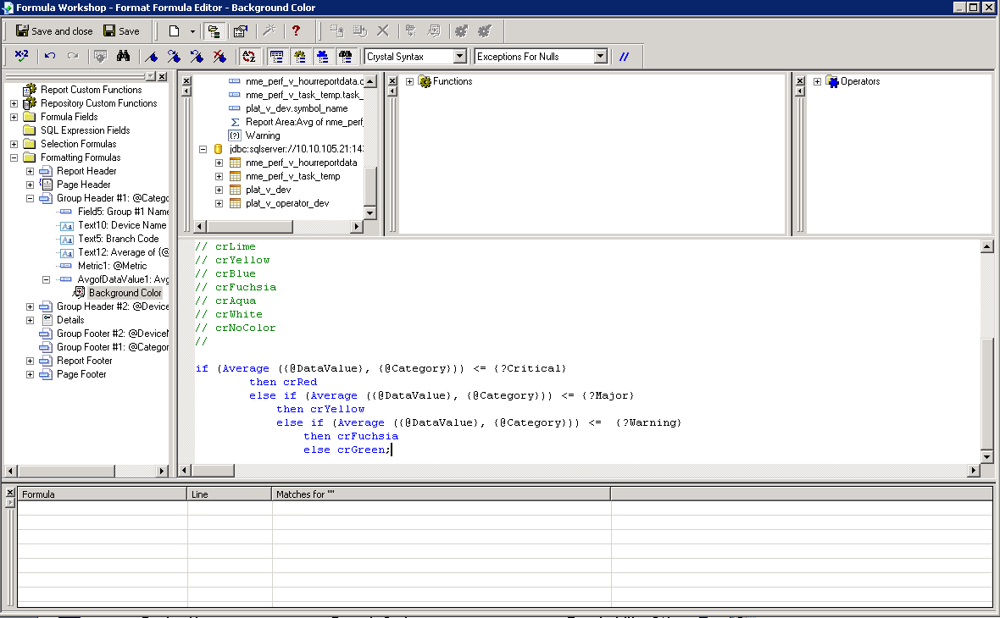 Formula Workshop - Format Formula Editor - Background Color
Save and close
Save
x+2
Crystal Syntax
Exceptions For Nulls
//
Report Custom Functions
Repository Custom Functions
Formula Fields
SQL Expression Fields
Selection Formulas
Formatting Formulas
Report Header
Page Header
Group Header #1: @Catego
Field5: Group #1 Name
Text10: Device Name
Text5: Branch Code
Text12: Average of {@
Metric1: @Metric
AvgofDataValue1: Avg
Background Color
Group Header #2: @Device
Details
Group Footer #2: @DeviceN
Group Footer #1: @Categor
Report Footer
Page Footer
nme_perf_v_hourreportdata.c
nme_perf_v_task_temp.task_
plat_v_dev.symbol_name
Report Area:Avg of nme_perf_
Warning
jdbc:sqlserver://10.10.105.21:143
nme_perf_v_hourreportdata
nme_perf_v_task_temp
plat_v_dev
plat_v_operator_dev
Functions
Operators
// crLime
// crYellow
// crBlue
// crFuchsia
// crAqua
// crWhite
// crNoColor
//
if (Average ({@DataValue}, {@Category})) <= {?Critical}
then crRed
else if (Average ({@DataValue}, {@Category})) <= {?Major}
then crYellow
else if (Average ({@DataValue}, {@Category})) <= {?Warning}
then crFuchsia
else crGreen;
Formula
Line
Matches for ""